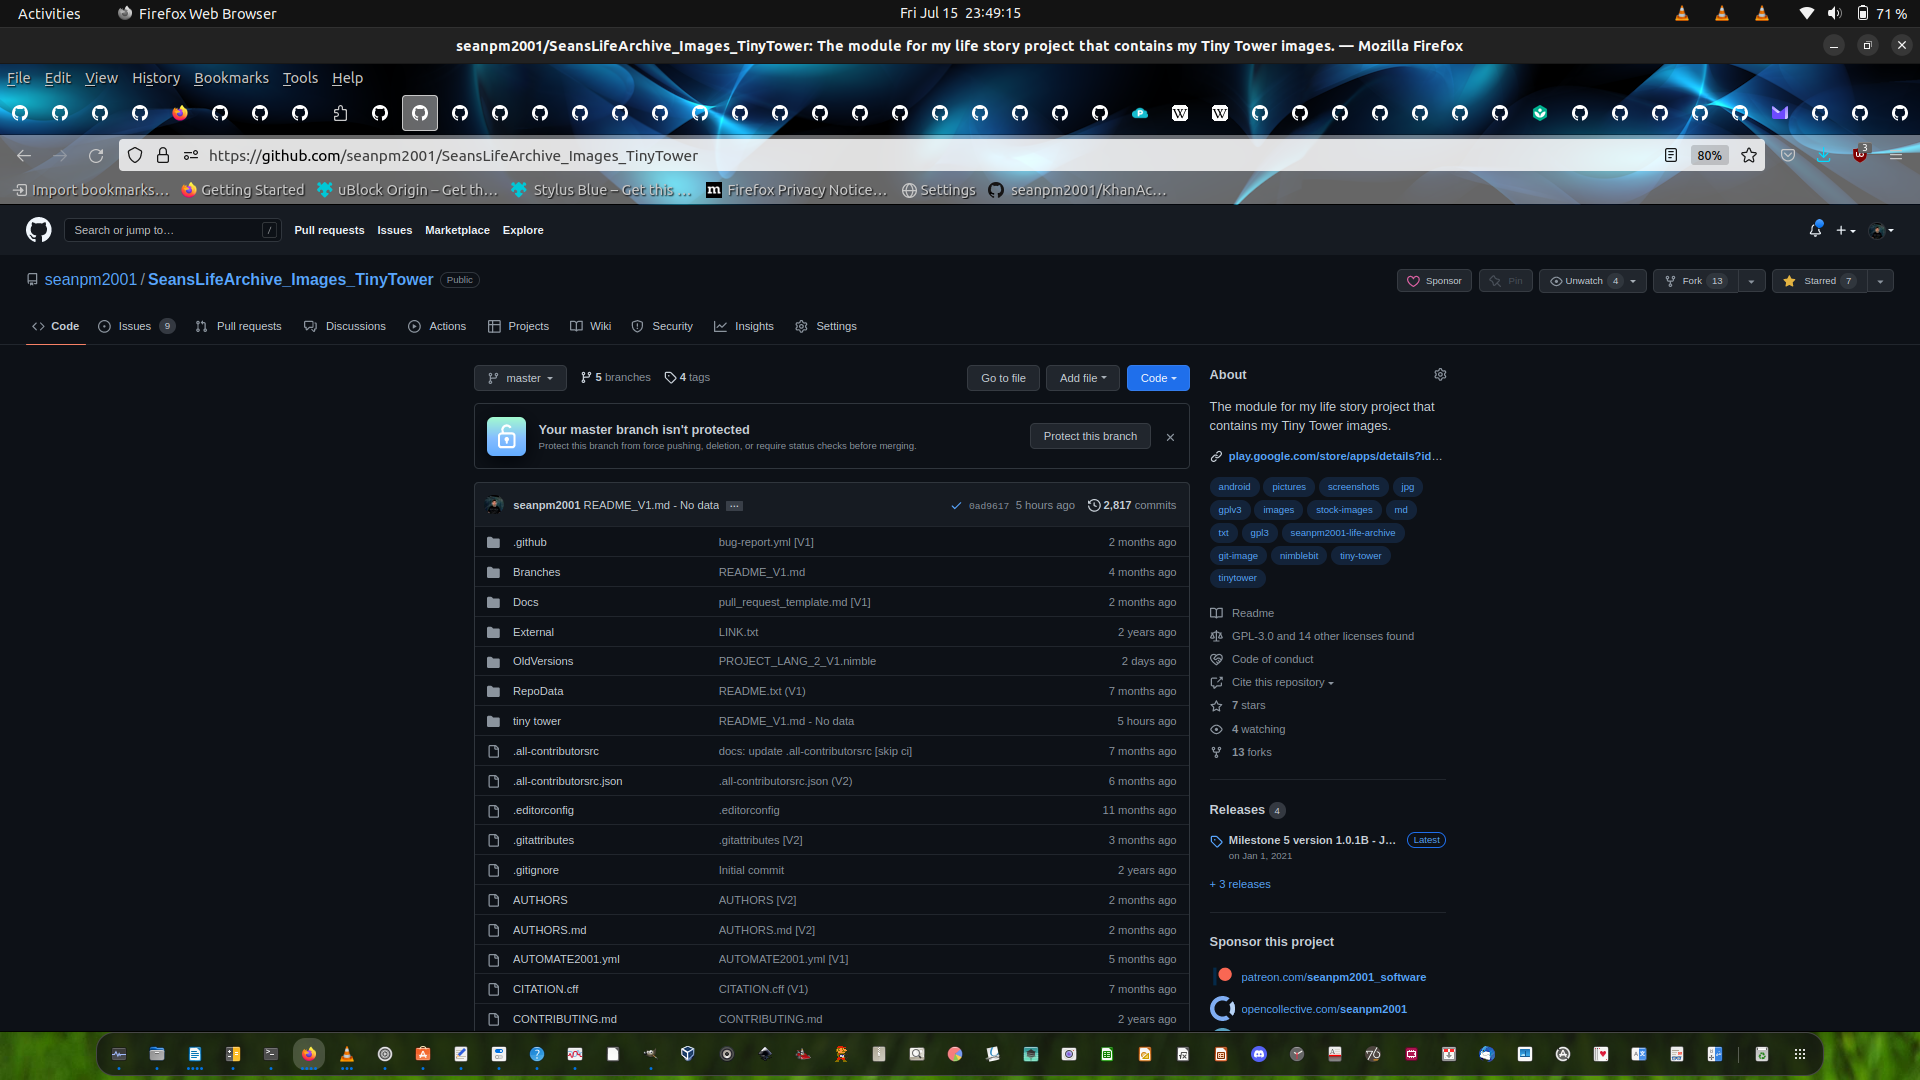 Activities
Firefox Web Browser
Fri Jul 15 23:49:15
71 %
seanpm2001/SeansLifeArchive_Images_TinyTower: The module for my life story project that contains my Tiny Tower images. — Mozilla Firefox
File Edit View History Bookmarks Tools Help
https://github.com/seanpm2001/SeansLifeArchive_Images_TinyTower
80%
3
Import bookmarks…
Getting Started
uBlock Origin – Get th…
Stylus Blue – Get this …
Firefox Privacy Notice…
Settings
seanpm2001/KhanAc…
Search or jump to…
/
Pull requests Issues Marketplace Explore
seanpm2001 / SeansLifeArchive_Images_TinyTower Public
Sponsor
Pin
Unwatch 4
Fork 13
Starred 7
Code
Issues 9
Pull requests
Discussions
Actions
Projects
Wiki
Security
Insights
Settings
master
5 branches
4 tags
Go to file
Add file
Code
Your master branch isn't protected
Protect this branch from force pushing, deletion, or require status checks before merging.
Protect this branch
seanpm2001 README_V1.md - No data …
0ad9617 5 hours ago
2,817 commits
.github bug-report.yml [V1] 2 months ago
Branches README_V1.md 4 months ago
Docs pull_request_template.md [V1] 2 months ago
External LINK.txt 2 years ago
OldVersions PROJECT_LANG_2_V1.nimble 2 days ago
RepoData README.txt (V1) 7 months ago
tiny tower README_V1.md - No data 5 hours ago
.all-contributorsrc docs: update .all-contributorsrc [skip ci] 7 months ago
.all-contributorsrc.json .all-contributorsrc.json (V2) 6 months ago
.editorconfig .editorconfig 11 months ago
.gitattributes .gitattributes [V2] 3 months ago
.gitignore Initial commit 2 years ago
AUTHORS AUTHORS [V2] 2 months ago
AUTHORS.md AUTHORS.md [V2] 2 months ago
AUTOMATE2001.yml AUTOMATE2001.yml [V1] 5 months ago
CITATION.cff CITATION.cff (V1) 7 months ago
CONTRIBUTING.md CONTRIBUTING.md 2 years ago
About
The module for my life story project that
contains my Tiny Tower images.
play.google.com/store/apps/details?id…
android pictures screenshots jpg
gplv3 images stock-images md
txt gpl3 seanpm2001-life-archive
git-image nimblebit tiny-tower
tinytower
Readme
GPL-3.0 and 14 other licenses found
Code of conduct
Cite this repository
7 stars
4 watching
13 forks
Releases 4
Milestone 5 version 1.0.1B - J… Latest
on Jan 1, 2021
+ 3 releases
Sponsor this project
patreon.com/seanpm2001_software
opencollective.com/seanpm2001